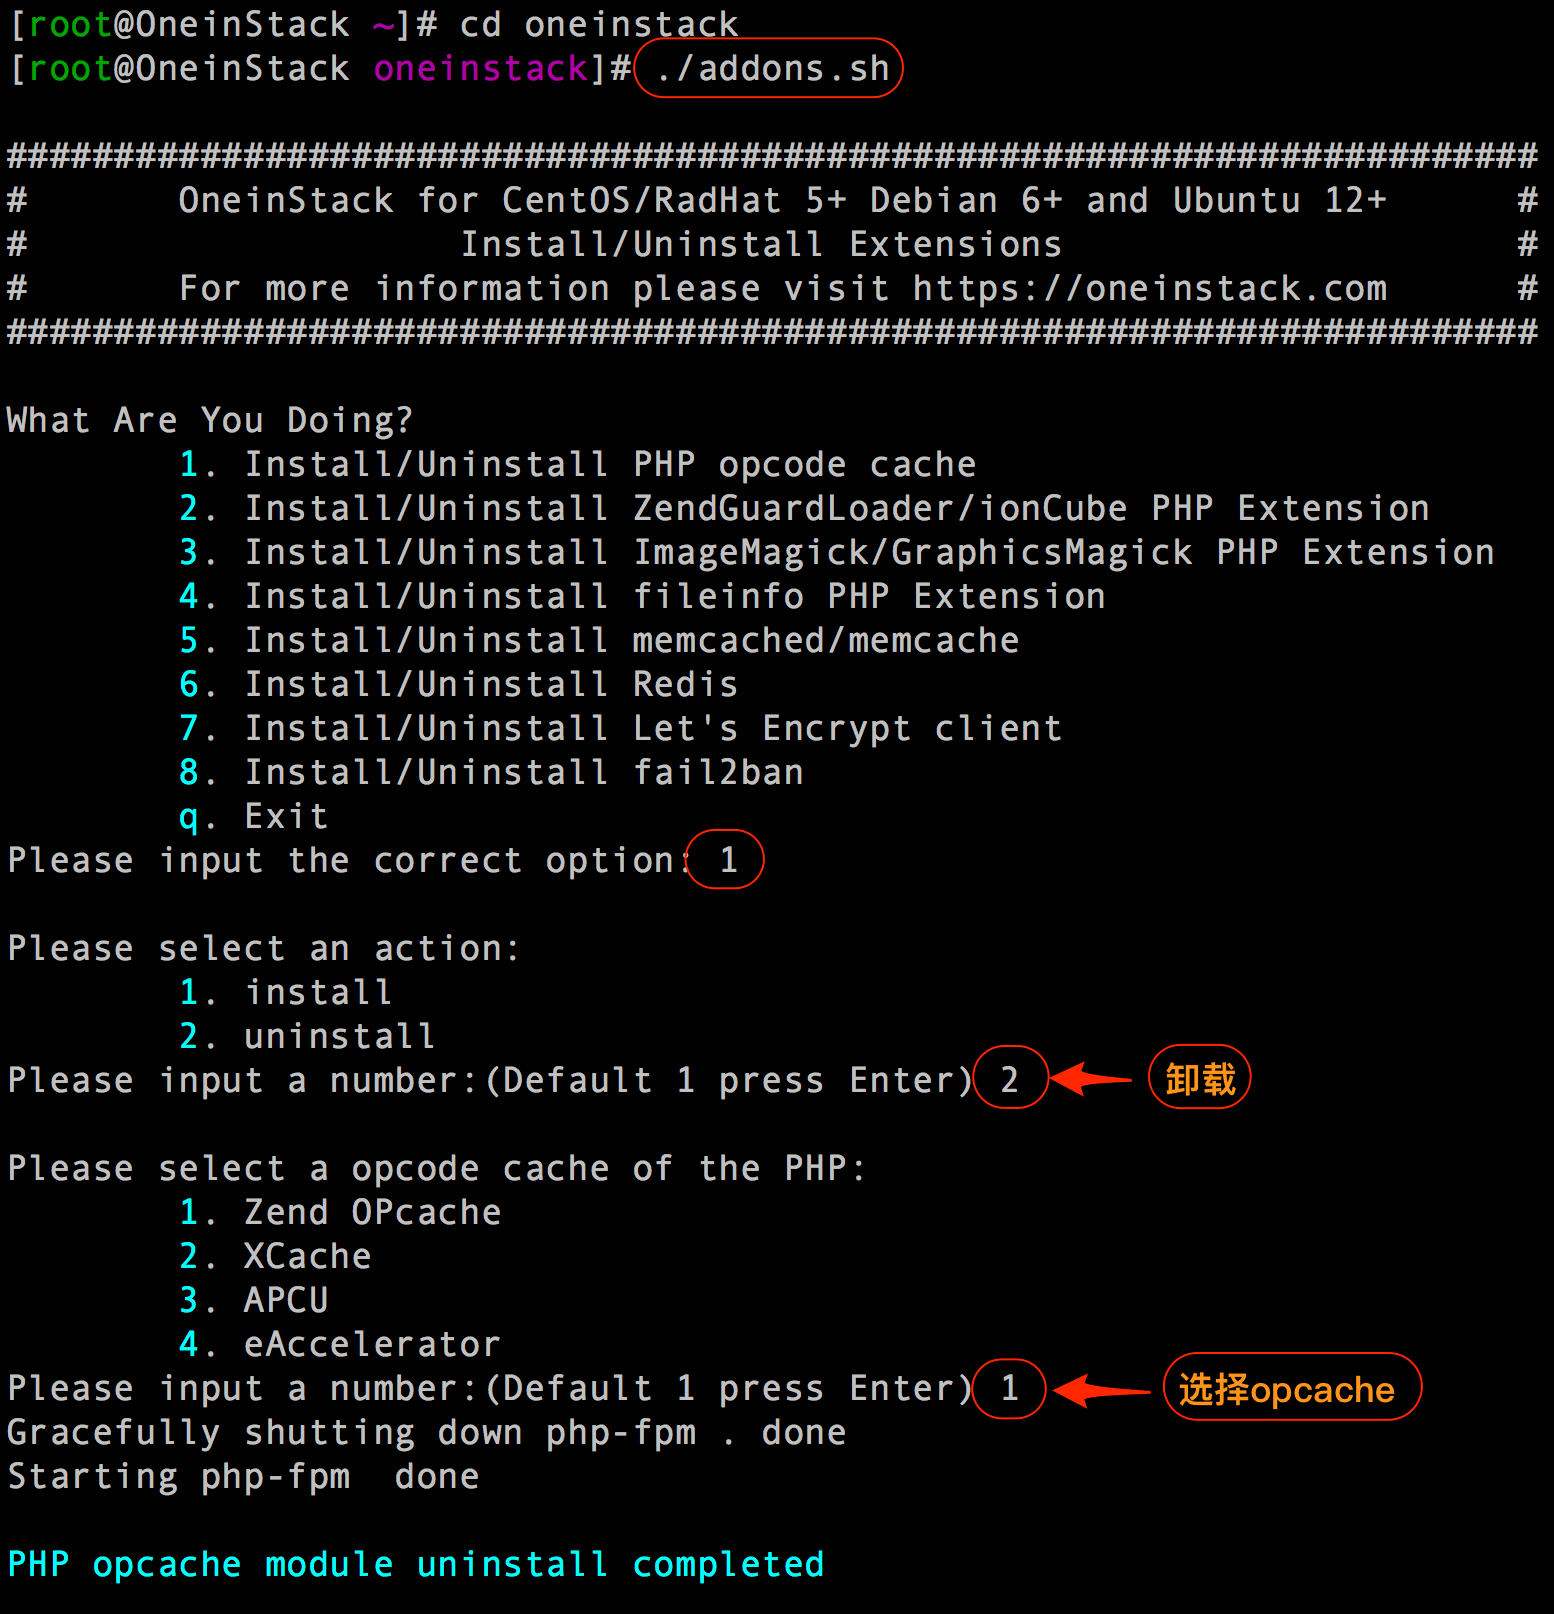 [root@OneinStack ~]# cd oneinstack
[root@OneinStack oneinstack]# ./addons.sh
#######################################################################
#       OneinStack for CentOS/RadHat 5+ Debian 6+ and Ubuntu 12+      #
#                    Install/Uninstall Extensions                     #
#       For more information please visit https://oneinstack.com      #
#######################################################################
What Are You Doing?
1. Install/Uninstall PHP opcode cache
2. Install/Uninstall ZendGuardLoader/ionCube PHP Extension
3. Install/Uninstall ImageMagick/GraphicsMagick PHP Extension
4. Install/Uninstall fileinfo PHP Extension
5. Install/Uninstall memcached/memcache
6. Install/Uninstall Redis
7. Install/Uninstall Let's Encrypt client
8. Install/Uninstall fail2ban
q. Exit
Please input the correct option: 1
Please select an action:
1. install
2. uninstall
Please input a number:(Default 1 press Enter) 2 卸载
Please select a opcode cache of the PHP:
1. Zend OPcache
2. XCache
3. APCU
4. eAccelerator
Please input a number:(Default 1 press Enter) 1 选择opcache
Gracefully shutting down php-fpm . done
Starting php-fpm  done
PHP opcache module uninstall completed